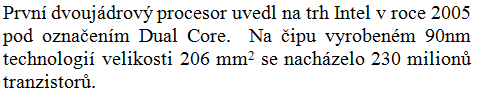 První dvoujádrový procesor uvedl na trh Intel v roce 2005
pod označením Dual Core.  Na čipu vyrobeném 90nm
technologií velikosti 206 mm² se nacházelo 230 milionů
tranzistorů.